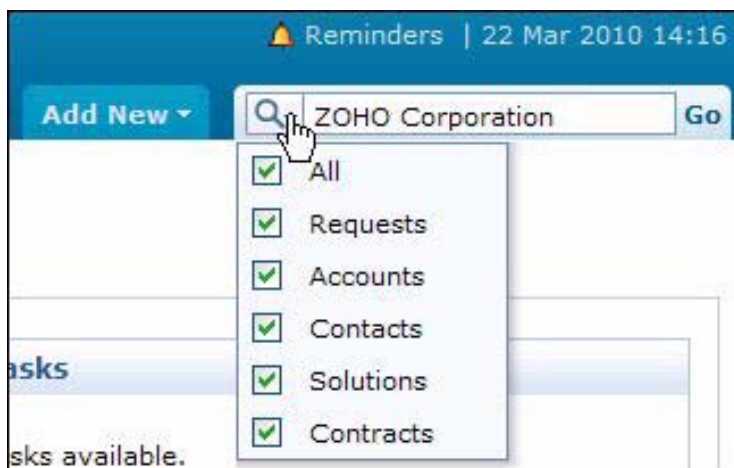 Reminders | 22 Mar 2010 14:16
Add New
ZOHO Corporation
Go
All
Requests
Accounts
Contacts
Solutions
Contracts
asks
sks available.